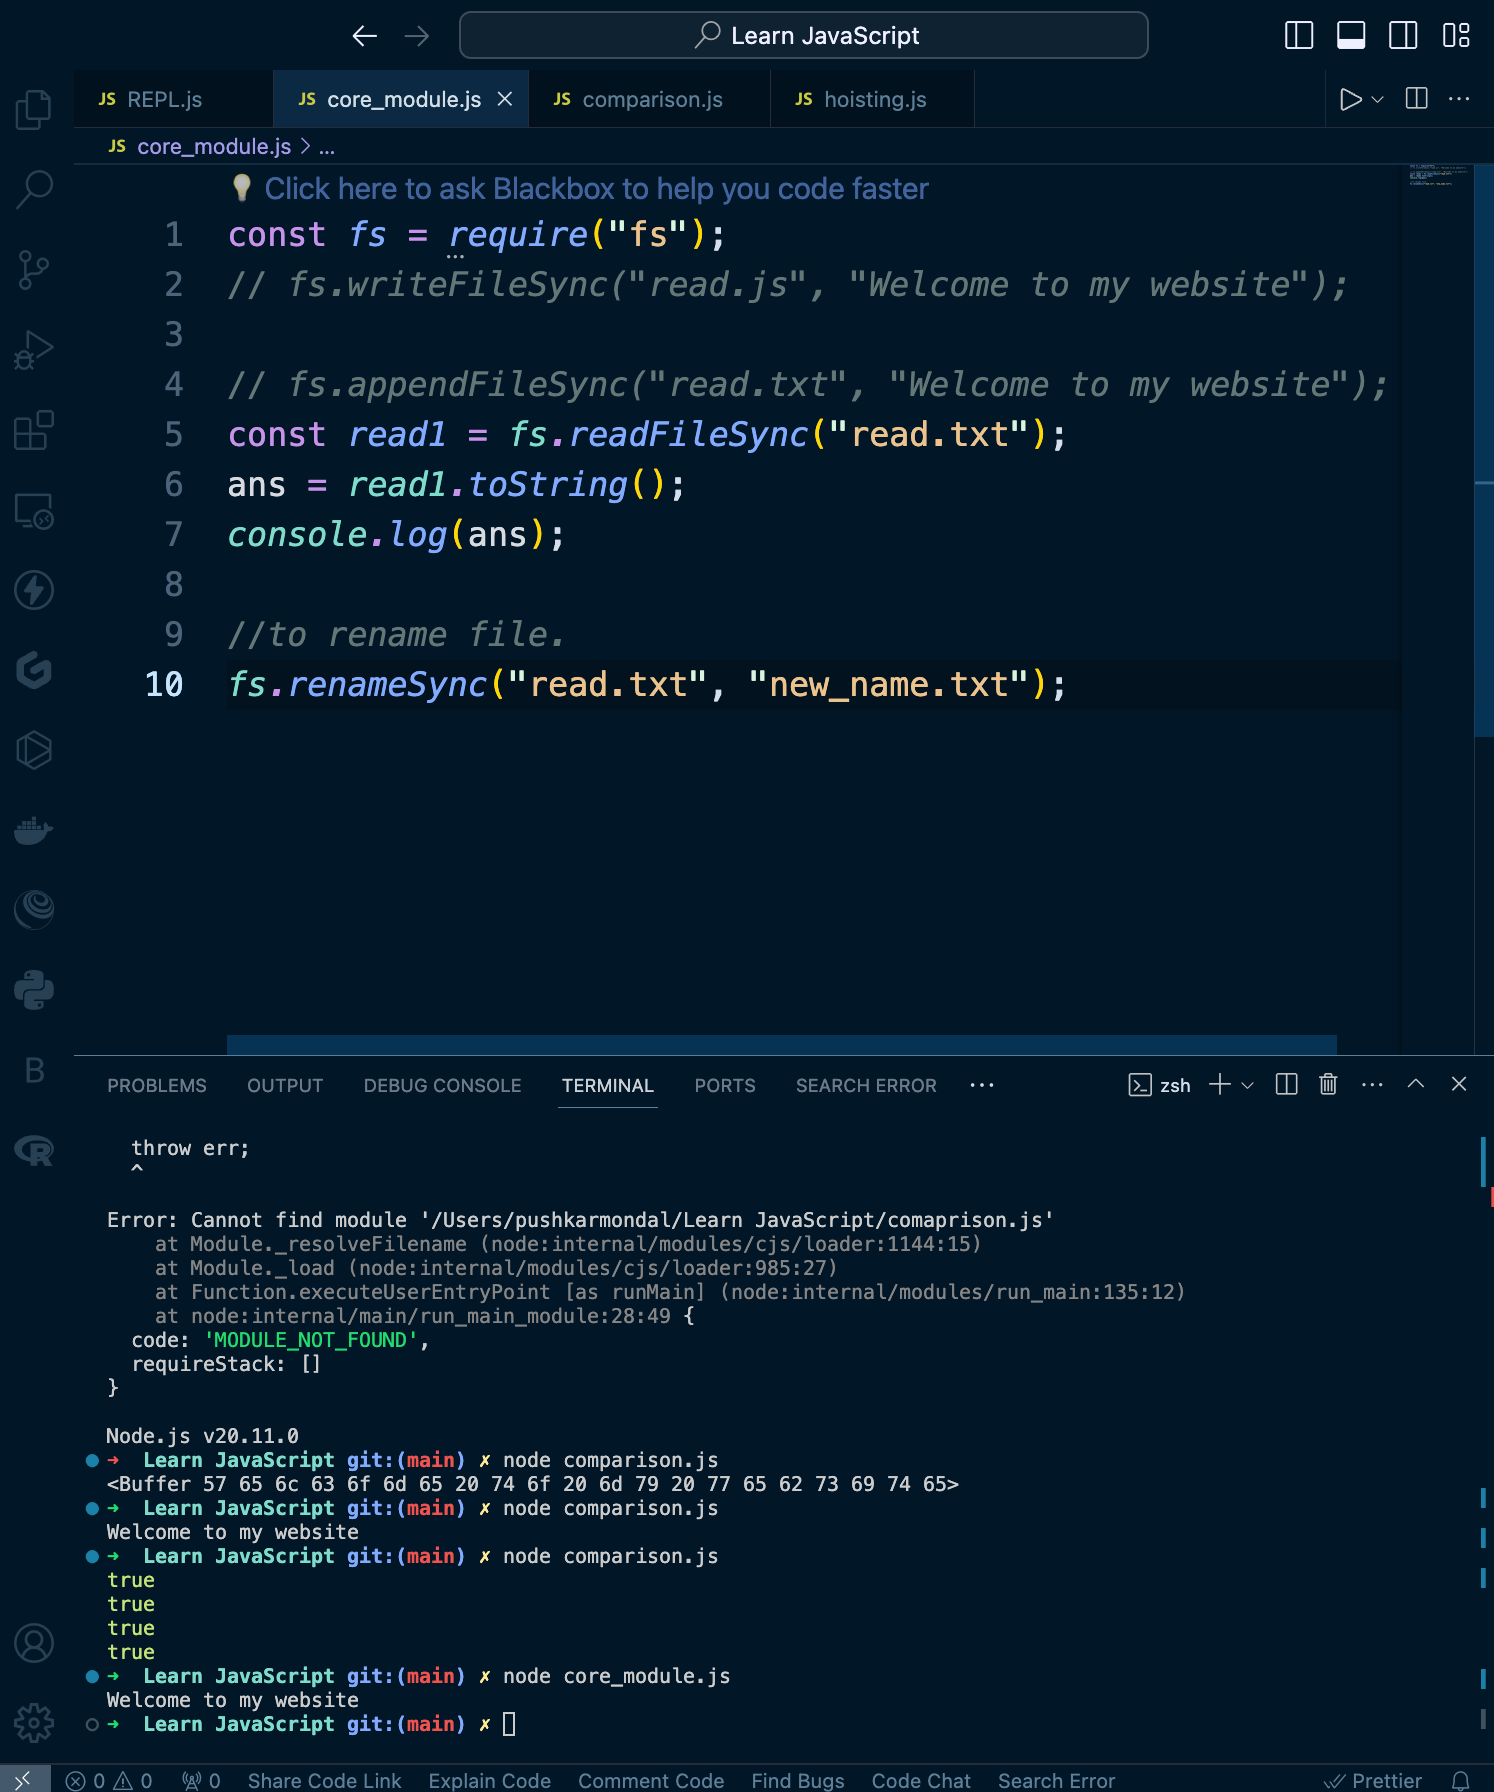 Learn JavaScript
JS REPL.js
JS core_module.js
JS comparison.js
JS hoisting.js
JS core_module.js > ...
Click here to ask Blackbox to help you code faster
1 const fs = require("fs");
2 // fs.writeFileSync("read.js", "Welcome to my website");
3
4 // fs.appendFileSync("read.txt", "Welcome to my website");
5 const read1 = fs.readFileSync("read.txt");
6 ans = read1.toString();
7 console.log(ans);
8
9 //to rename file.
10 fs.renameSync("read.txt", "new_name.txt");
B
R
PROBLEMS OUTPUT DEBUG CONSOLE TERMINAL PORTS SEARCH ERROR ... zsh
throw err;
^
Error: Cannot find module '/Users/pushkarmondal/Learn JavaScript/comaprison.js'
at Module._resolveFilename (node:internal/modules/cjs/loader:1144:15)
at Module._load (node:internal/modules/cjs/loader:985:27)
at Function.executeUserEntryPoint [as runMain] (node:internal/modules/run_main:135:12)
at node:internal/main/run_main_module:28:49 {
code: 'MODULE_NOT_FOUND',
requireStack: []
}
Node.js v20.11.0
➜ Learn JavaScript git:(main) ✗ node comparison.js
<Buffer 57 65 6c 63 6f 6d 65 20 74 6f 20 6d 79 20 77 65 62 73 69 74 65>
➜ Learn JavaScript git:(main) ✗ node comparison.js
Welcome to my website
➜ Learn JavaScript git:(main) ✗ node comparison.js
true
true
true
true
➜ Learn JavaScript git:(main) ✗ node core_module.js
Welcome to my website
➜ Learn JavaScript git:(main) ✗
0 0 0 Share Code Link Explain Code Comment Code Find Bugs Code Chat Search Error Prettier